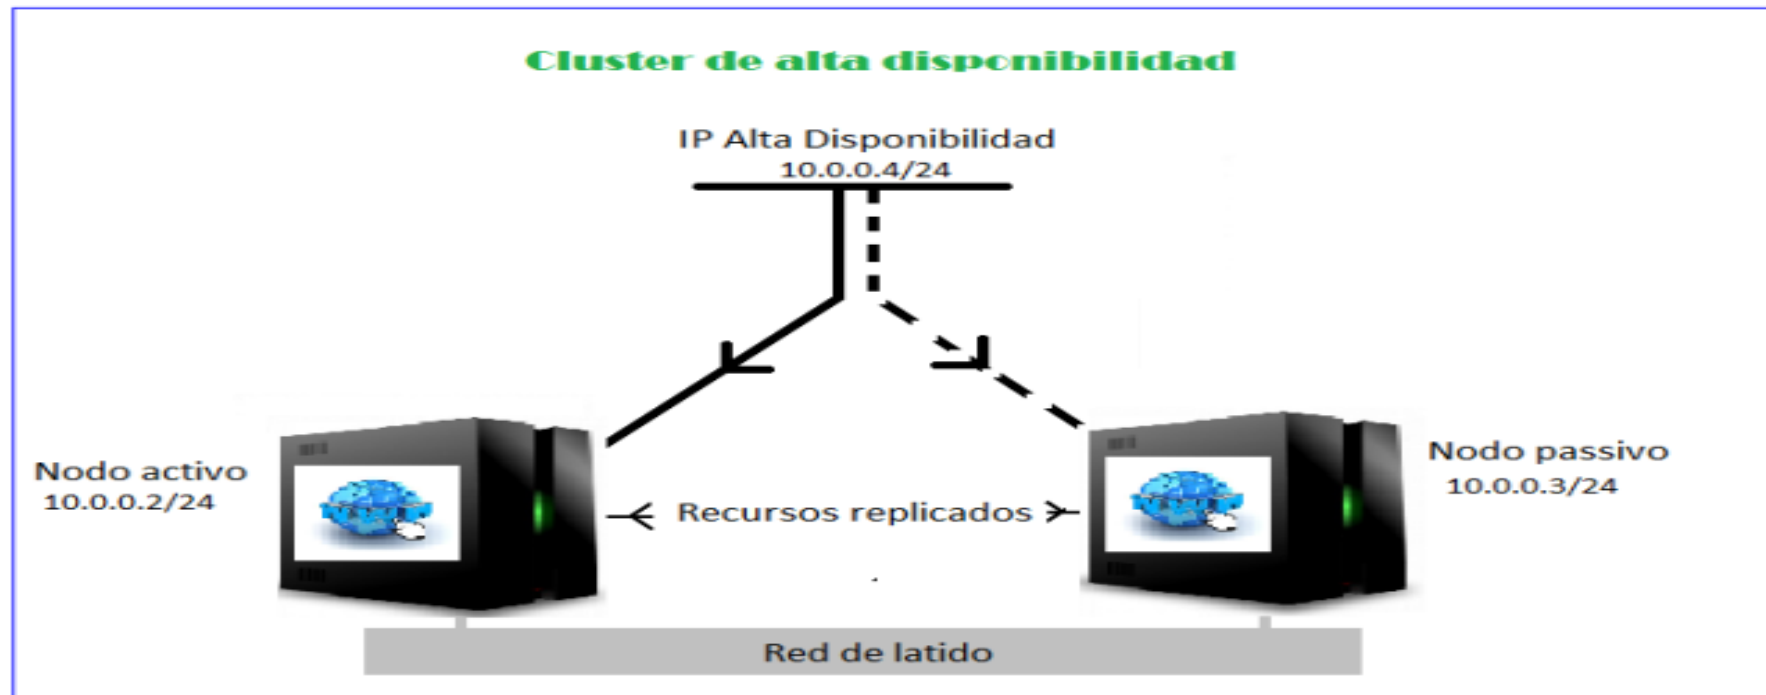 Cluster de alta disponibilidad
IP Alta Disponibilidad
10.0.0.4/24
Nodo activo
10.0.0.2/24
Nodo passivo
10.0.0.3/24
Recursos replicados
Red de latido